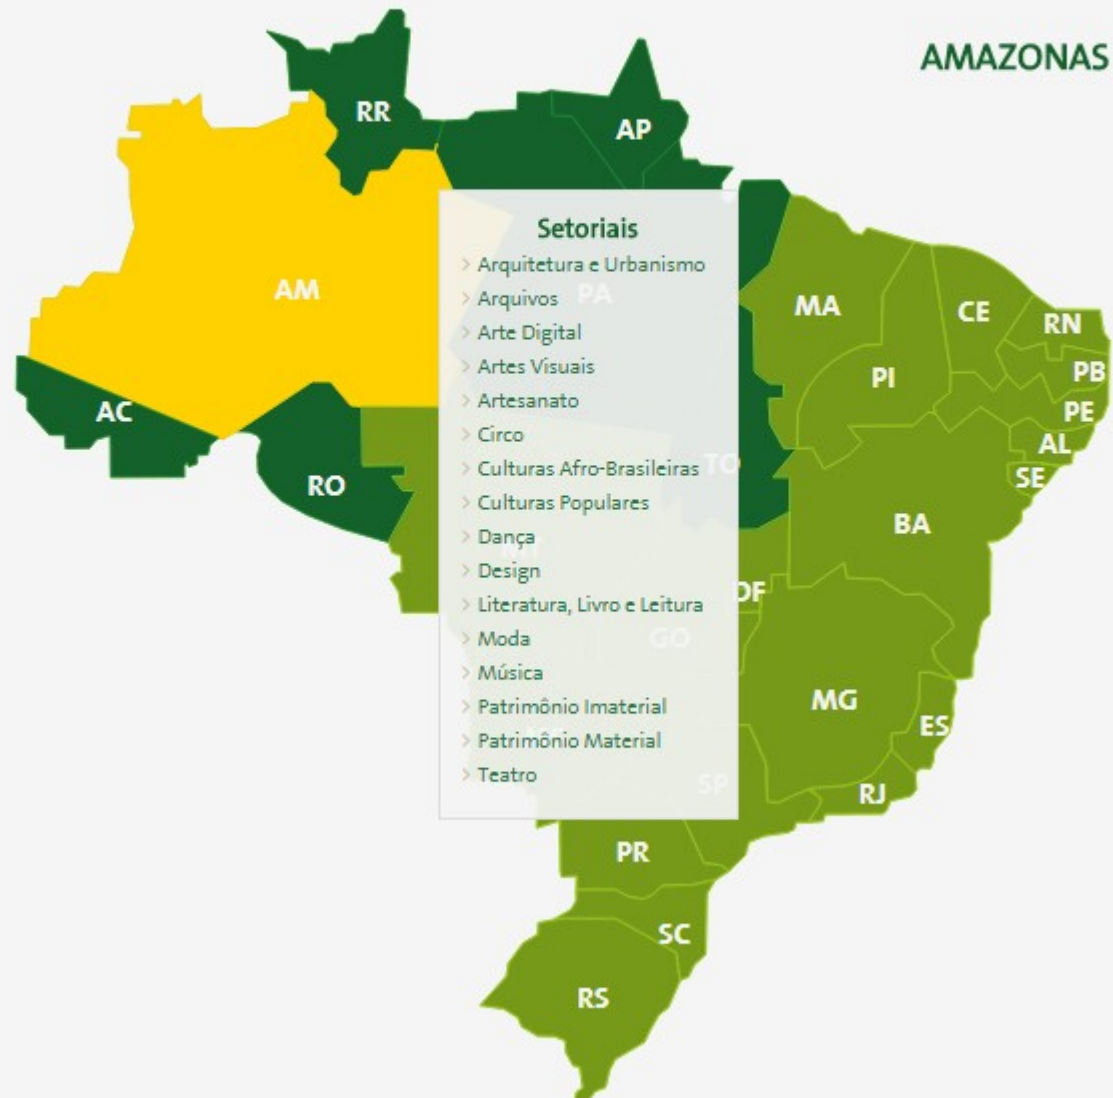 AMAZONAS
RR
AP
AM
PA
MA
CE
RN
PI
PB
PE
AL
SE
AC
RO
TO
BA
MT
DF
GO
MG
ES
SP
RJ
PR
SC
RS
Setoriais
> Arquitetura e Urbanismo
> Arquivos
> Arte Digital
> Artes Visuais
> Artesanato
> Circo
> Culturas Afro-Brasileiras
> Culturas Populares
> Dança
> Design
> Literatura, Livro e Leitura
> Moda
> Música
> Patrimônio Imaterial
> Patrimônio Material
> Teatro